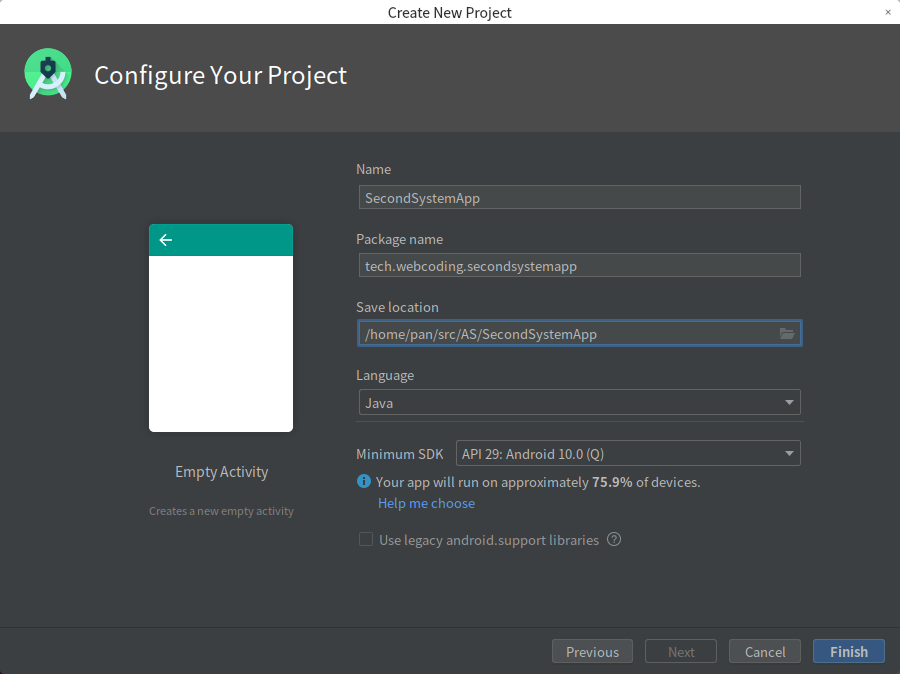 Create New Project
Configure Your Project
Name
SecondSystemApp
Package name
tech.webcoding.secondsystemapp
Save location
/home/pan/src/AS/SecondSystemApp
Language
Java
Minimum SDK API 29: Android 10.0 (Q)
Your app will run on approximately 75.9% of devices.
Help me choose
Use legacy android.support libraries
Empty Activity
Creates a new empty activity
Previous Next Cancel Finish